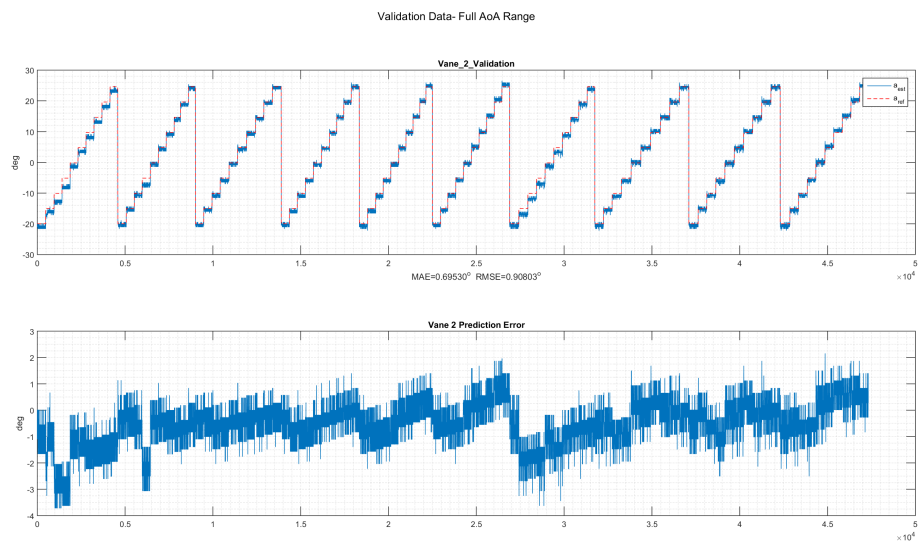 Validation Data- Full AoA Range
Vane_2_Validation
30
20
10
0
-10
-20
-30
deg
a_est
a_ref
0 0.5 1 1.5 2 2.5 3 3.5 4 4.5 5
×10^4
MAE=0.69530° RMSE=0.90803°
Vane 2 Prediction Error
3
2
1
0
-1
-2
-3
-4
deg
0 0.5 1 1.5 2 2.5 3 3.5 4 4.5 5
×10^4